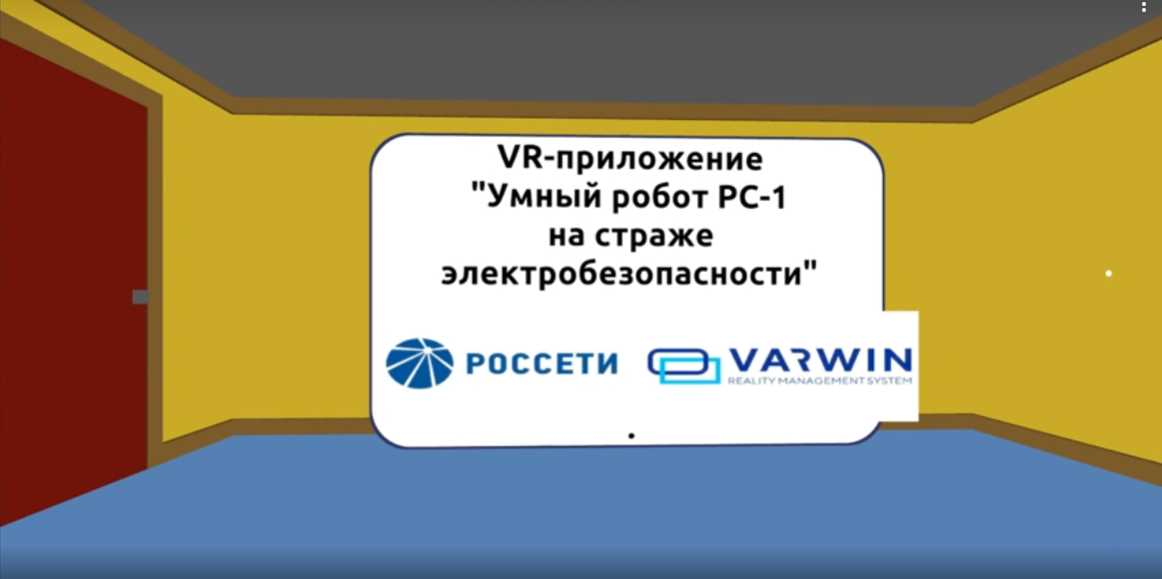 VR-приложение
"Умный робот РС-1
на страже
электробезопасности"
РОССЕТИ
VARWIN
REALITY MANAGEMENT SYSTEM
.